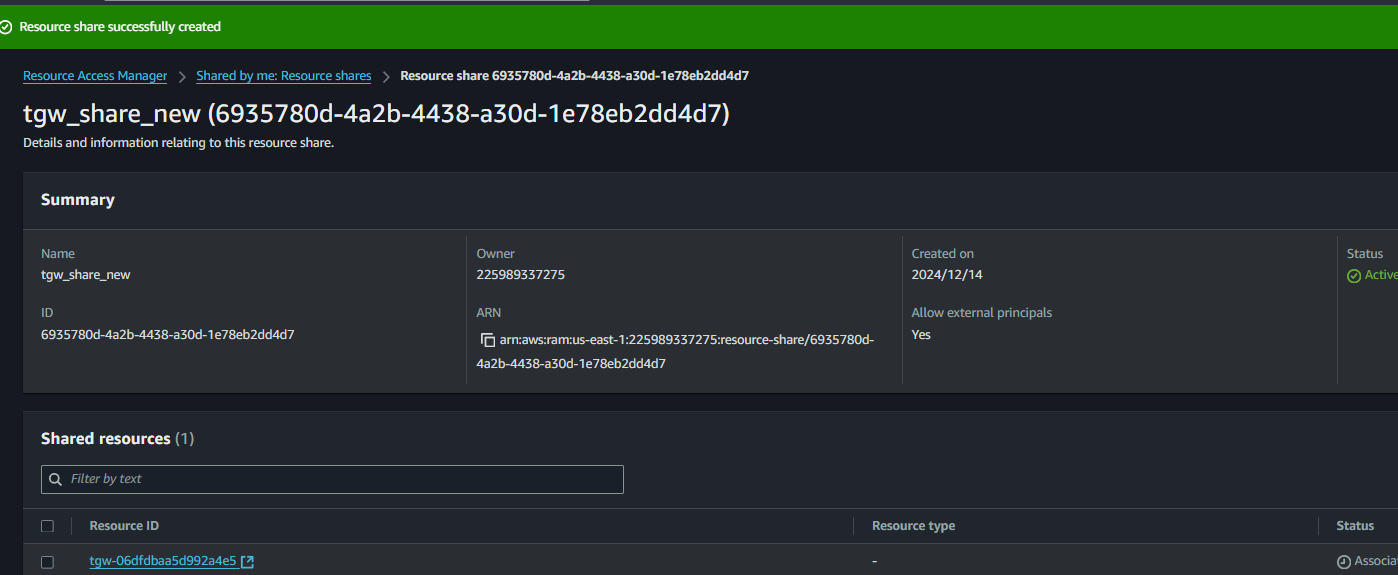 Resource share successfully created
Resource Access Manager > Shared by me: Resource shares > Resource share 6935780d-4a2b-4438-a30d-1e78eb2dd4d7
tgw_share_new (6935780d-4a2b-4438-a30d-1e78eb2dd4d7)
Details and information relating to this resource share.
Summary
Name
tgw_share_new
ID
6935780d-4a2b-4438-a30d-1e78eb2dd4d7
Owner
225989337275
ARN
arn:aws:ram:us-east-1:225989337275:resource-share/6935780d-
4a2b-4438-a30d-1e78eb2dd4d7
Created on
2024/12/14
Allow external principals
Yes
Status
Active
Shared resources (1)
Filter by text
Resource ID Resource type Status
tgw-06dfdbaa5d992a4e5 - Associa